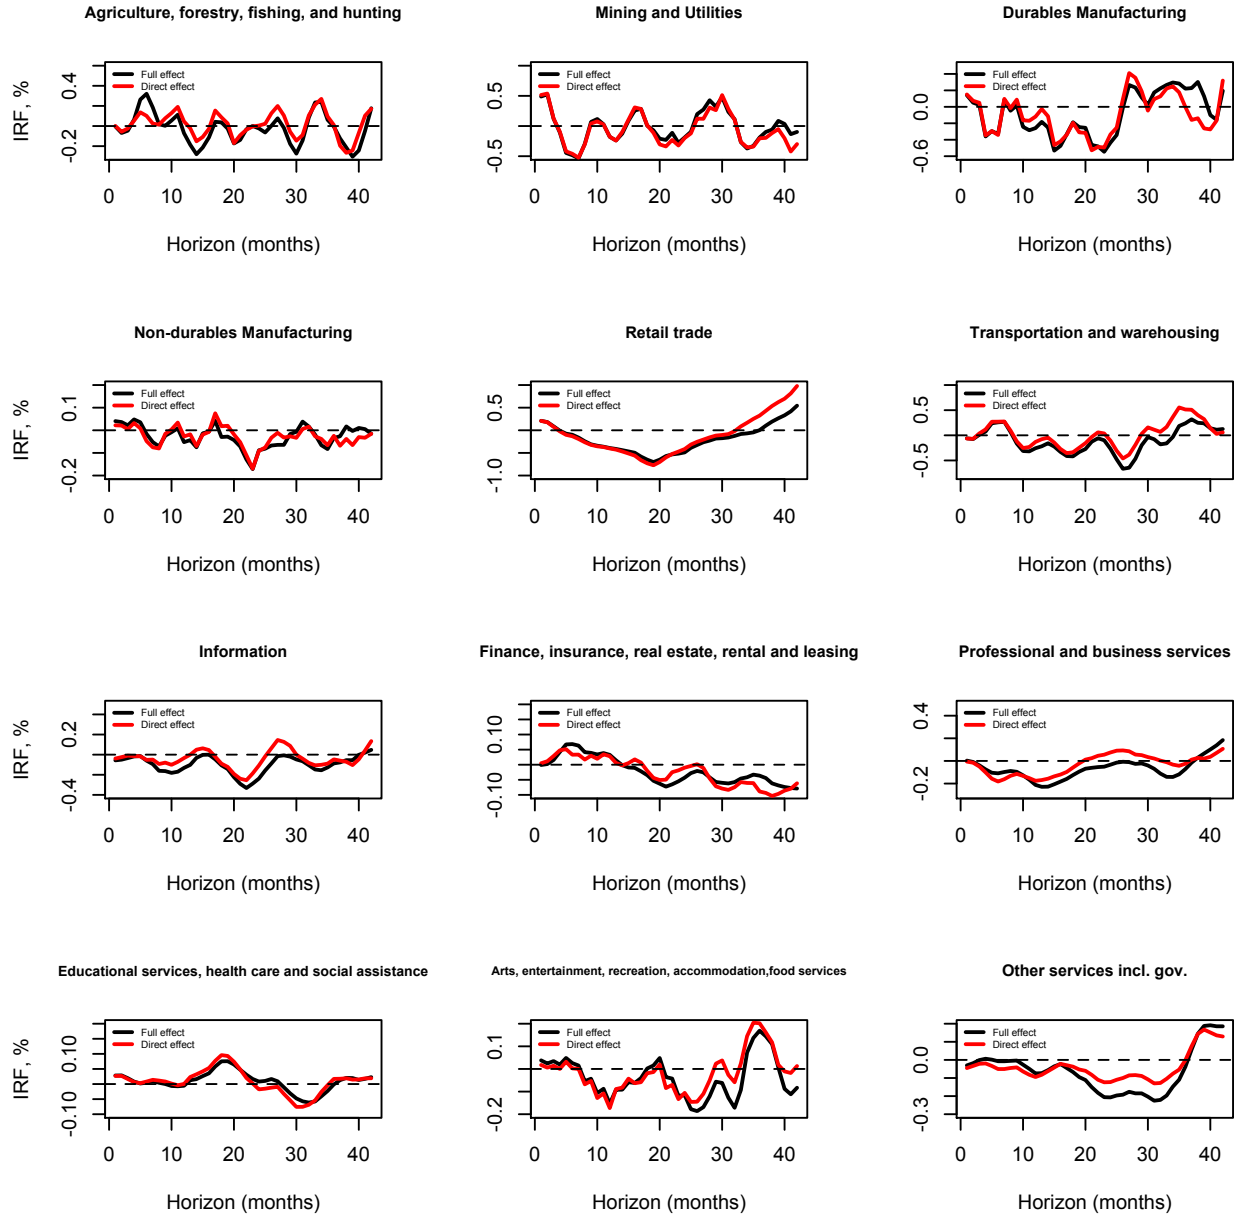 Agriculture, forestry, fishing, and hunting
IRF, %
0.4
-0.2
Full effect
Direct effect
0 10 20 30 40
Horizon (months)
Mining and Utilities
0.5
-0.5
Full effect
Direct effect
0 10 20 30 40
Horizon (months)
Durables Manufacturing
0.0
-0.6
Full effect
Direct effect
0 10 20 30 40
Horizon (months)
Non-durables Manufacturing
IRF, %
0.1
-0.2
Full effect
Direct effect
0 10 20 30 40
Horizon (months)
Retail trade
0.5
-1.0
Full effect
Direct effect
0 10 20 30 40
Horizon (months)
Transportation and warehousing
0.5
-0.5
Full effect
Direct effect
0 10 20 30 40
Horizon (months)
Information
IRF, %
0.2
-0.4
Full effect
Direct effect
0 10 20 30 40
Horizon (months)
Finance, insurance, real estate, rental and leasing
0.10
-0.10
Full effect
Direct effect
0 10 20 30 40
Horizon (months)
Professional and business services
0.4
-0.2
Full effect
Direct effect
0 10 20 30 40
Horizon (months)
Educational services, health care and social assistance
IRF, %
0.10
-0.10
Full effect
Direct effect
0 10 20 30 40
Horizon (months)
Arts, entertainment, recreation, accommodation,food services
0.1
-0.2
Full effect
Direct effect
0 10 20 30 40
Horizon (months)
Other services incl. gov.
0.0
-0.3
Full effect
Direct effect
0 10 20 30 40
Horizon (months)